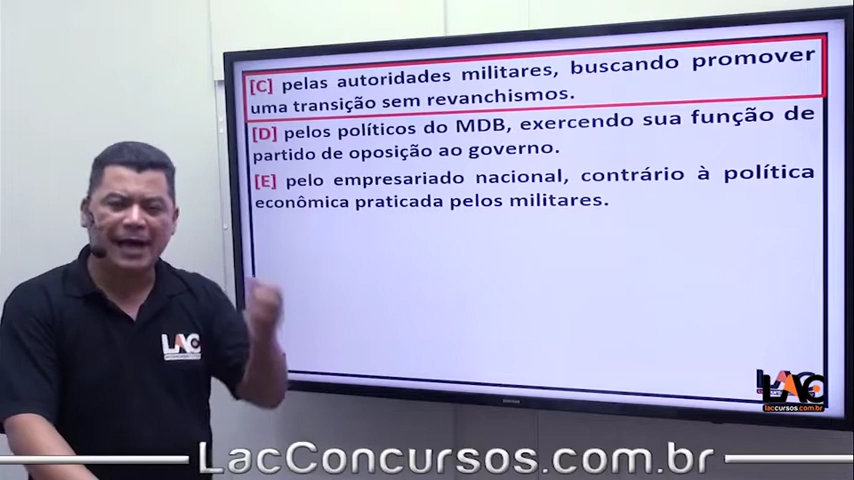 [C] pelas autoridades militares, buscando promover
uma transição sem revanchismos.
[D] pelos políticos do MDB, exercendo sua função de
partido de oposição ao governo.
[E] pelo empresariado nacional, contrário à política
econômica praticada pelos militares.
LAC
LAC
laccursos.com.br
LacConcursos.com.br